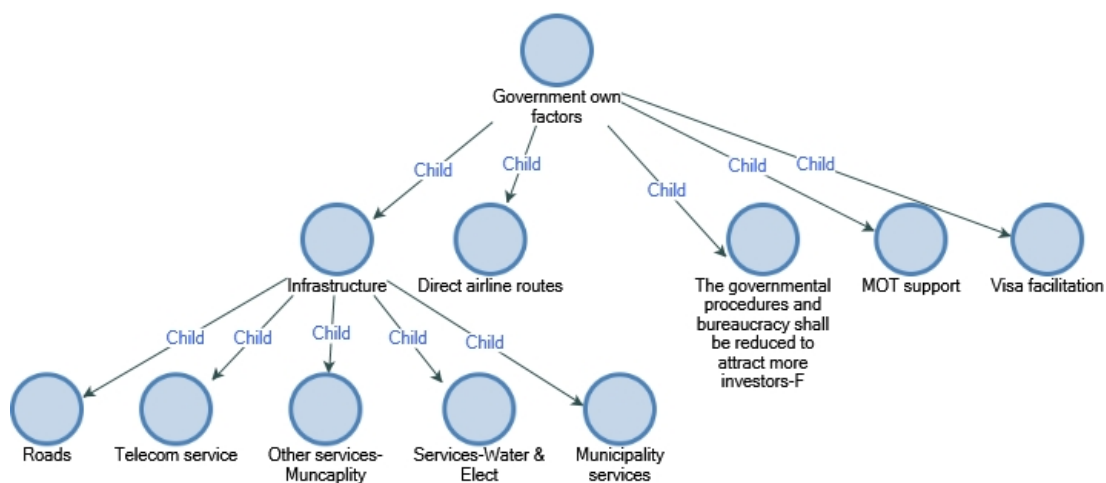 Government own
factors
Child
Child
Child
Child
Child
Infrastructure
Direct airline routes
The governmental
procedures and
bureaucracy shall
be reduced to
attract more
investors-F
MOT support
Visa facilitation
Child
Child
Child
Child
Child
Roads
Telecom service
Other services-
Muncaplity
Services-Water &
Elect
Municipality
services